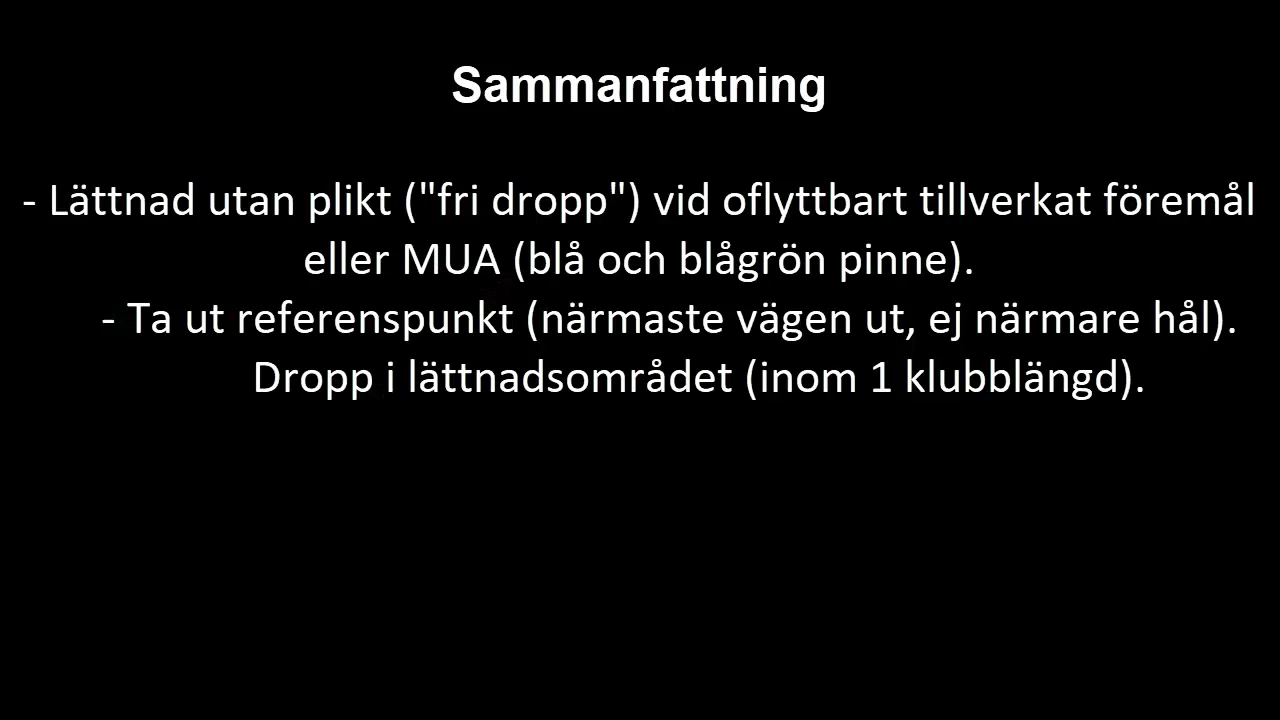 Sammanfattning
- Lättnad utan plikt ("fri dropp") vid oflyttbart tillverkat föremål
eller MUA (blå och blågrön pinne).
- Ta ut referenspunkt (närmaste vägen ut, ej närmare hål).
Dropp i lättnadsområdet (inom 1 klubblängd).